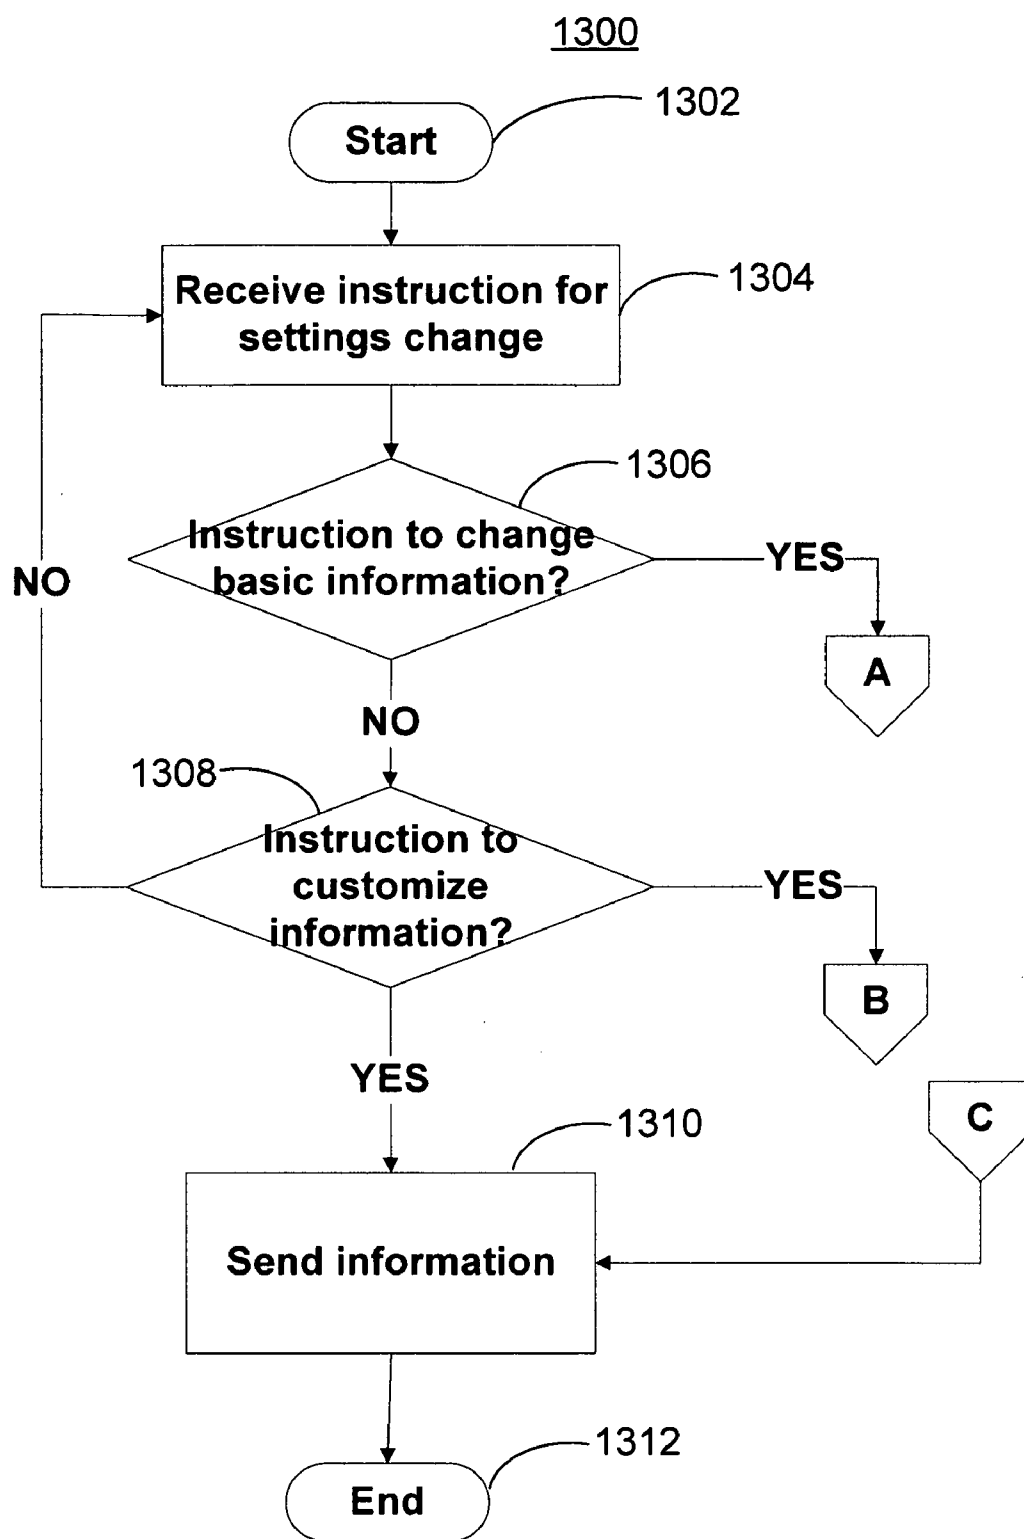 1300
1302
Start
1304
Receive instruction for
settings change
1306
Instruction to change
basic information?
YES
NO
A
NO
1308
Instruction to
customize
information?
YES
B
YES
C
1310
Send information
1312
End